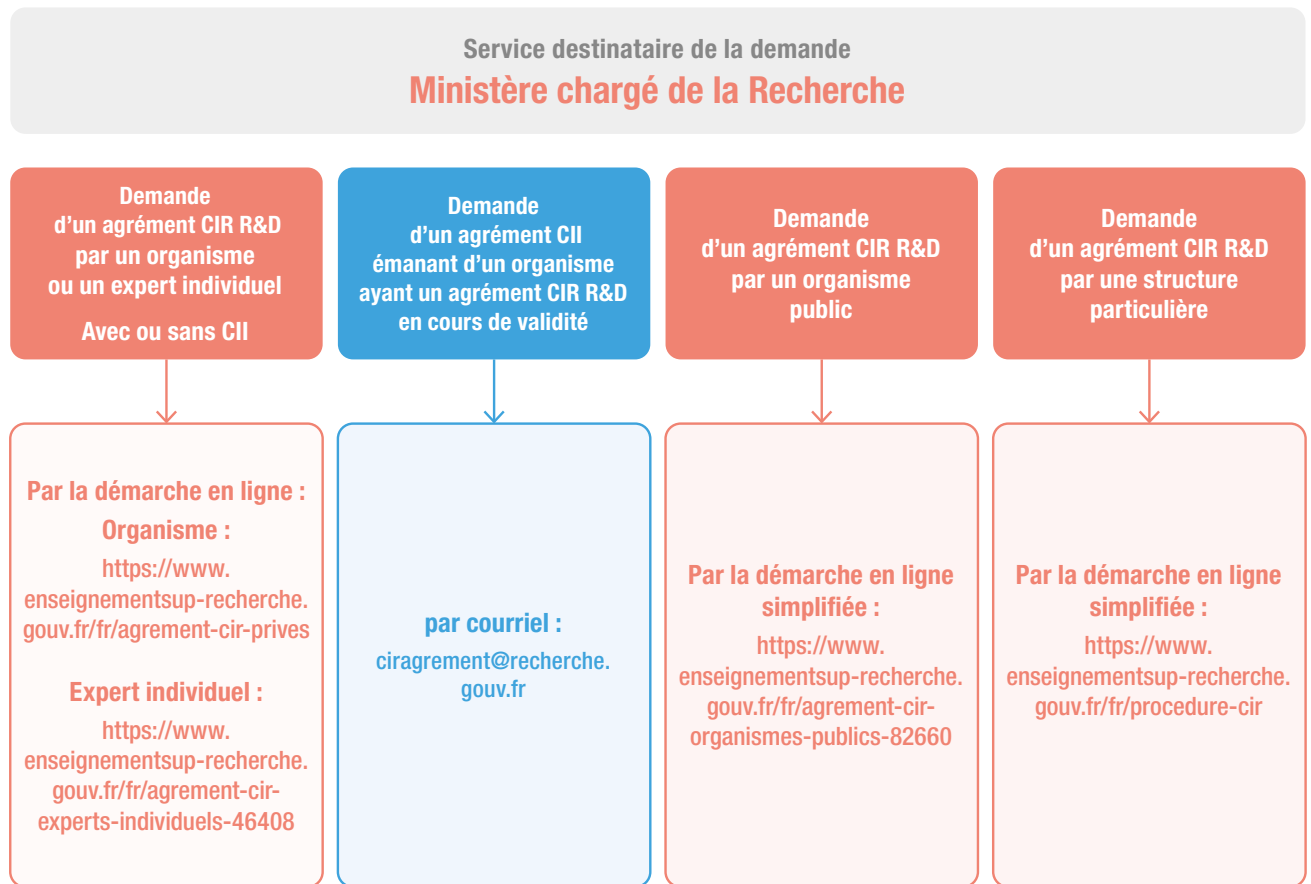 Service destinataire de la demande
Ministère chargé de la Recherche
Demande
d'un agrément CIR R&D
par un organisme
ou un expert individuel
Avec ou sans CII
Demande
d'un agrément CII
émanant d'un organisme
ayant un agrément CIR R&D
en cours de validité
Demande
d'un agrément CIR R&D
par un organisme
public
Demande
d'un agrément CIR R&D
par une structure
particulière
Par la démarche en ligne :
Organisme :
https://www.
enseignementsup-recherche.
gouv.fr/fr/agrement-cir-prives
Expert individuel :
https://www.
enseignementsup-recherche.
gouv.fr/fr/agrement-cir-
experts-individuels-46408
par courriel :
ciragrement@recherche.
gouv.fr
Par la démarche en ligne
simplifiée :
https://www.
enseignementsup-recherche.
gouv.fr/fr/agrement-cir-
organismes-publics-82660
Par la démarche en ligne
simplifiée :
https://www.
enseignementsup-recherche.
gouv.fr/fr/procedure-cir